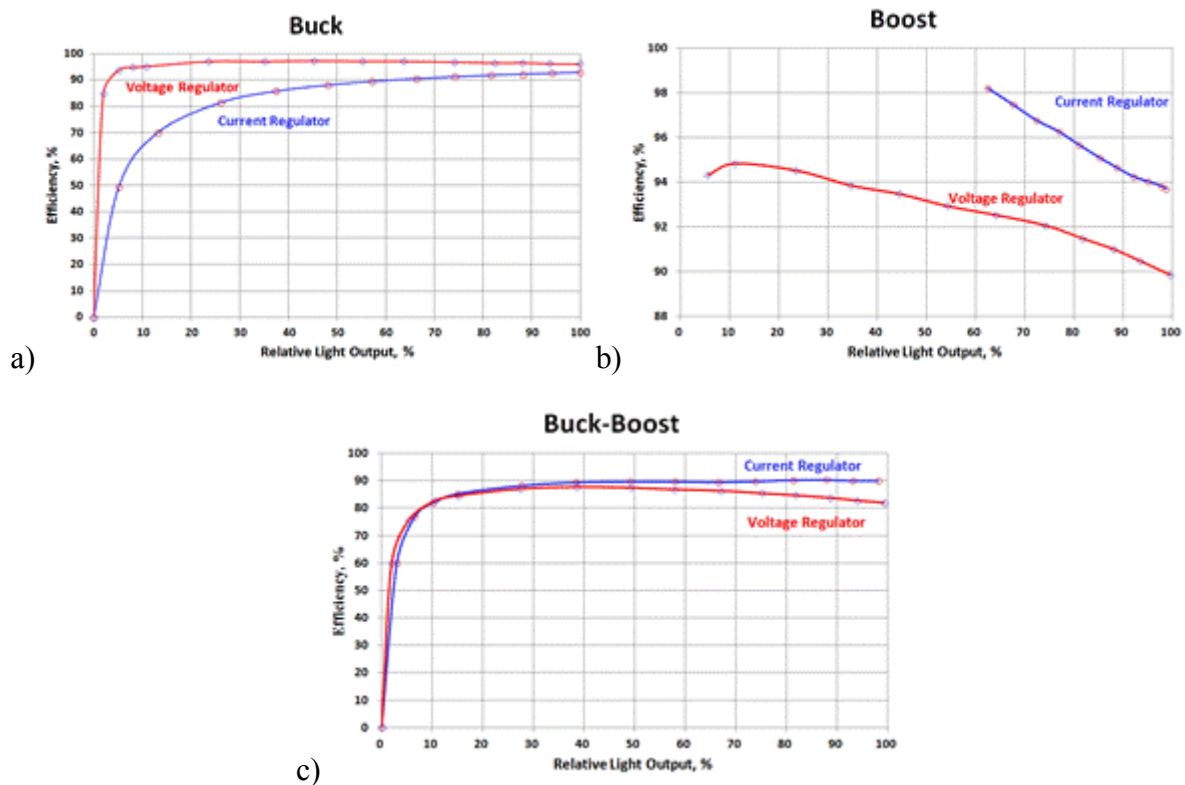 Buck
100
90
80
70
60
50
40
30
20
10
0
Efficiency, %
Voltage Regulator
Current Regulator
0 10 20 30 40 50 60 70 80 90 100
Relative Light Output, %
a)
Boost
100
98
96
94
92
90
88
Efficiency, %
Current Regulator
Voltage Regulator
0 10 20 30 40 50 60 70 80 90 100
Relative Light Output, %
b)
Buck-Boost
100
90
80
70
60
50
40
30
20
10
0
Efficiency, %
Current Regulator
Voltage Regulator
0 10 20 30 40 50 60 70 80 90 100
Relative Light Output, %
c)